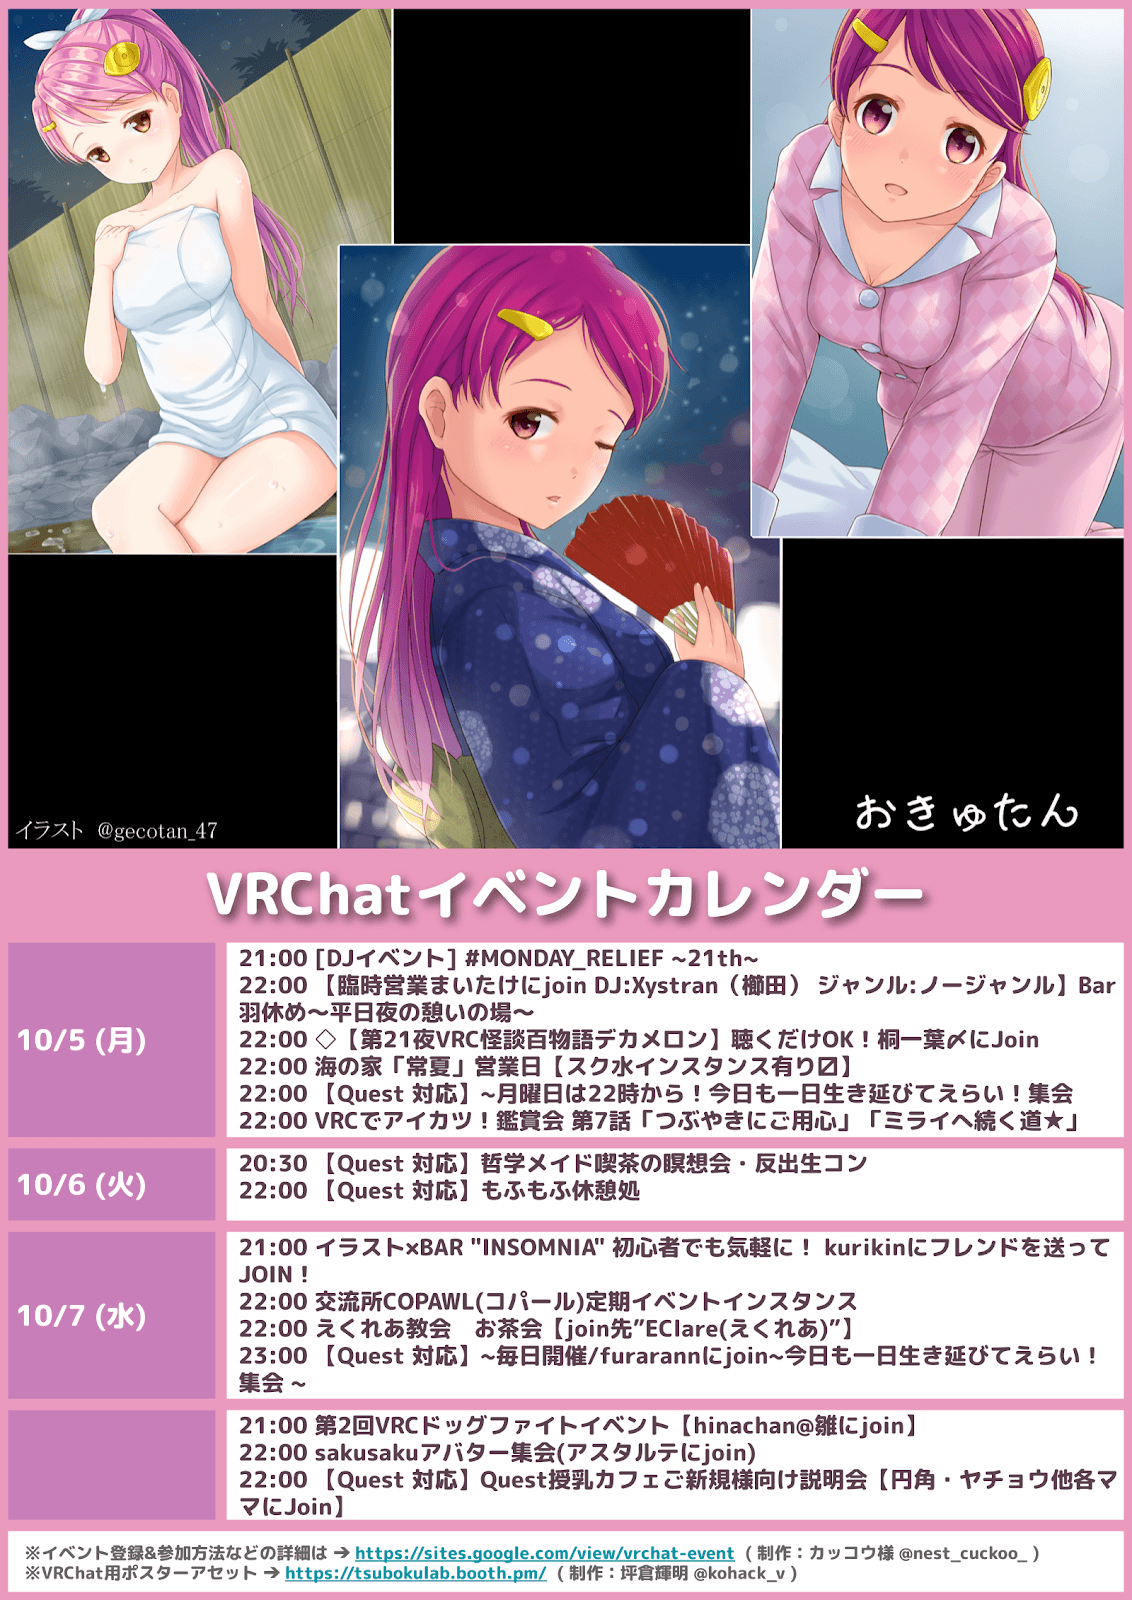 イラスト @gecotan_47
おきゅたん
VRChatイベントカレンダー
10/5 (月)
21:00 [DJイベント] #MONDAY_RELIEF ~21th~
22:00 【臨時営業まいたけにjoin DJ:Xystran（櫛田） ジャンル:ノージャンル】Bar
羽休め～平日夜の憩いの場～
22:00 ◇【第21夜VRC怪談百物語デカメロン】聴くだけOK！桐一葉〆にJoin
22:00 海の家「常夏」営業日【スク水インスタンス有り〼】
22:00 【Quest 対応】~月曜日は22時から！今日も一日生き延びてえらい！集会
22:00 VRCでアイカツ！鑑賞会 第7話「つぶやきにご用心」「ミライへ続く道★」
10/6 (火)
20:30 【Quest 対応】哲学メイド喫茶の瞑想会・反出生コン
22:00 【Quest 対応】もふもふ休憩処
10/7 (水)
21:00 イラスト×BAR "INSOMNIA" 初心者でも気軽に！ kurikinにフレンドを送って
JOIN！
22:00 交流所COPAWL(コパール)定期イベントインスタンス
22:00 えくれあ教会　お茶会【join先”EClare(えくれあ)”】
23:00 【Quest 対応】~毎日開催/furarannにjoin~今日も一日生き延びてえらい！
集会 ~
21:00 第2回VRCドッグファイトイベント【hinachan@雛にjoin】
22:00 sakusakuアバター集会(アスタルテにjoin)
22:00 【Quest 対応】Quest授乳カフェご新規様向け説明会【円角・ヤチョウ他各マ
マにJoin】
※イベント登録&参加方法などの詳細は → https://sites.google.com/view/vrchat-event （制作：カッコウ様 @nest_cuckoo_）
※VRChat用ポスターアセット → https://tsubokulab.booth.pm/ （制作：坪倉輝明 @kohack_v）